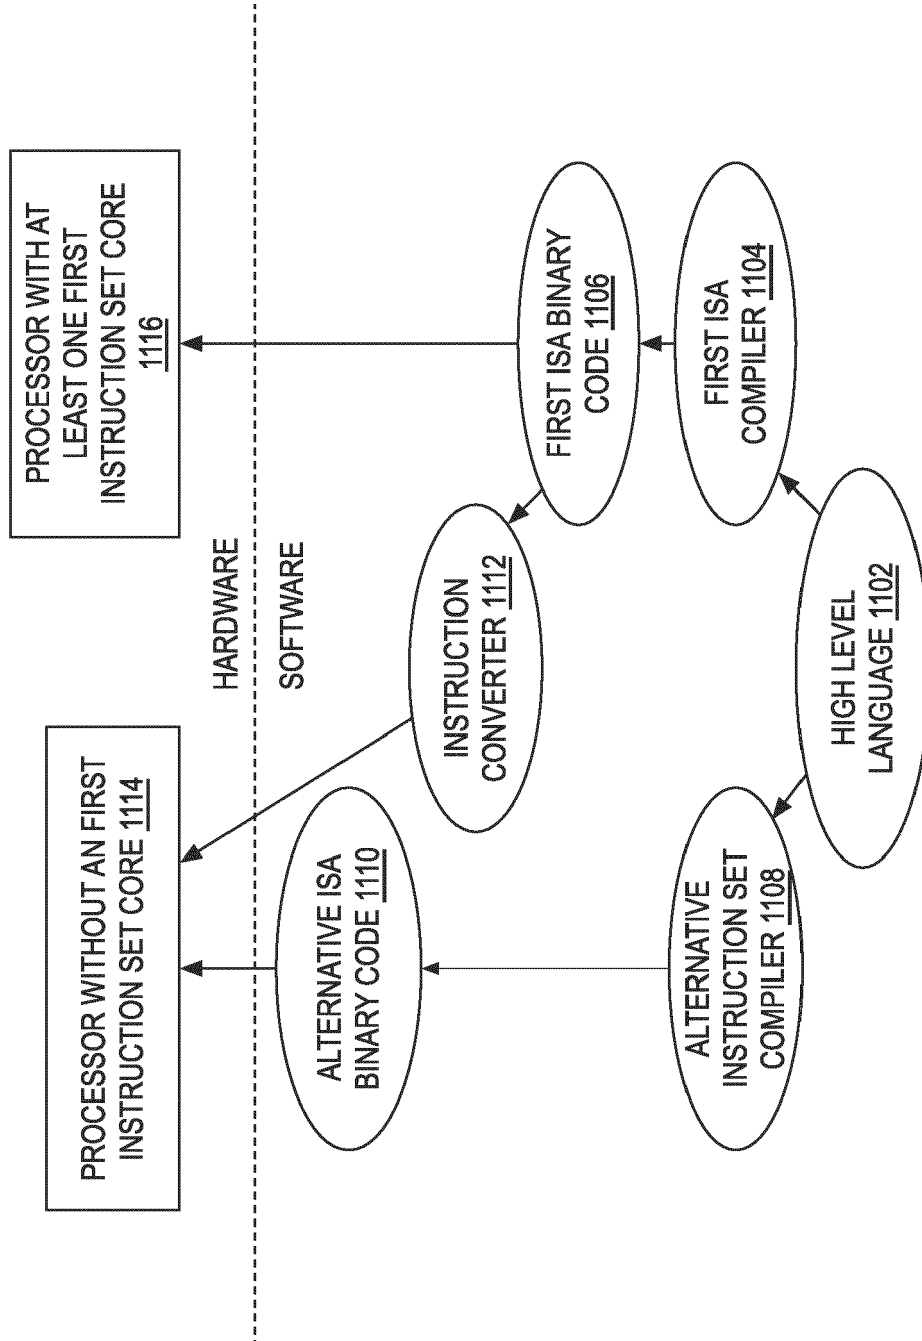 PROCESSOR WITHOUT AN FIRST
INSTRUCTION SET CORE 1114
PROCESSOR WITH AT
LEAST ONE FIRST
INSTRUCTION SET CORE
1116
HARDWARE
SOFTWARE
ALTERNATIVE ISA
BINARY CODE 1110
INSTRUCTION
CONVERTER 1112
FIRST ISA BINARY
CODE 1106
ALTERNATIVE
INSTRUCTION SET
COMPILER 1108
FIRST ISA
COMPILER 1104
HIGH LEVEL
LANGUAGE 1102